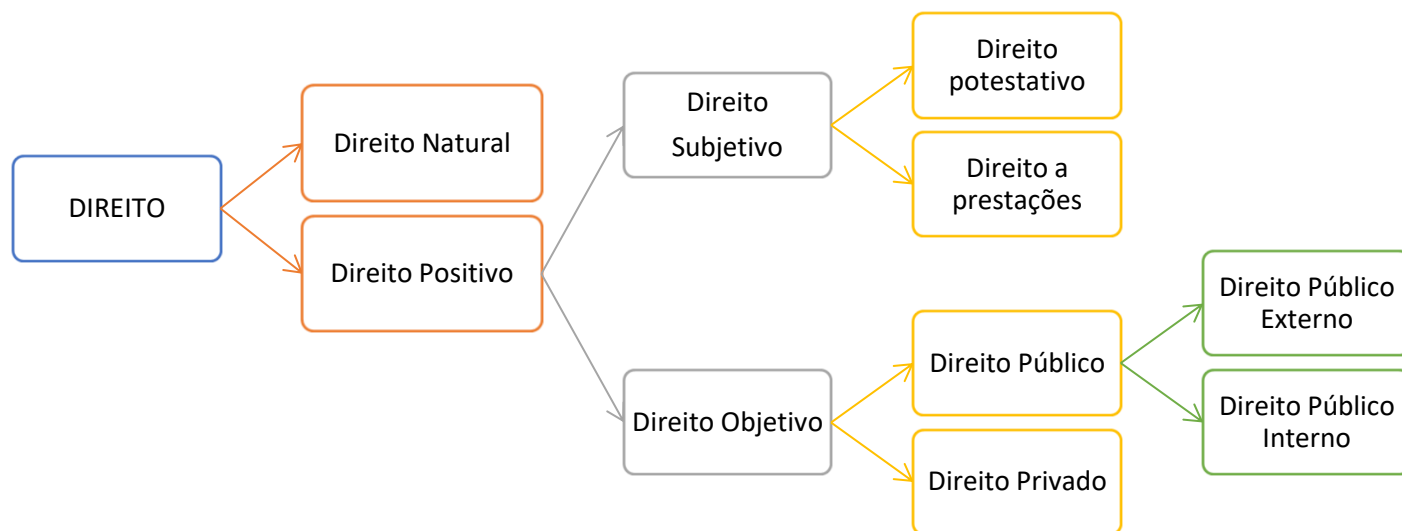 DIREITO
Direito Natural
Direito Positivo
Direito
Subjetivo
Direito Objetivo
Direito
potestativo
Direito a
prestações
Direito Público
Direito Privado
Direito Público
Externo
Direito Público
Interno